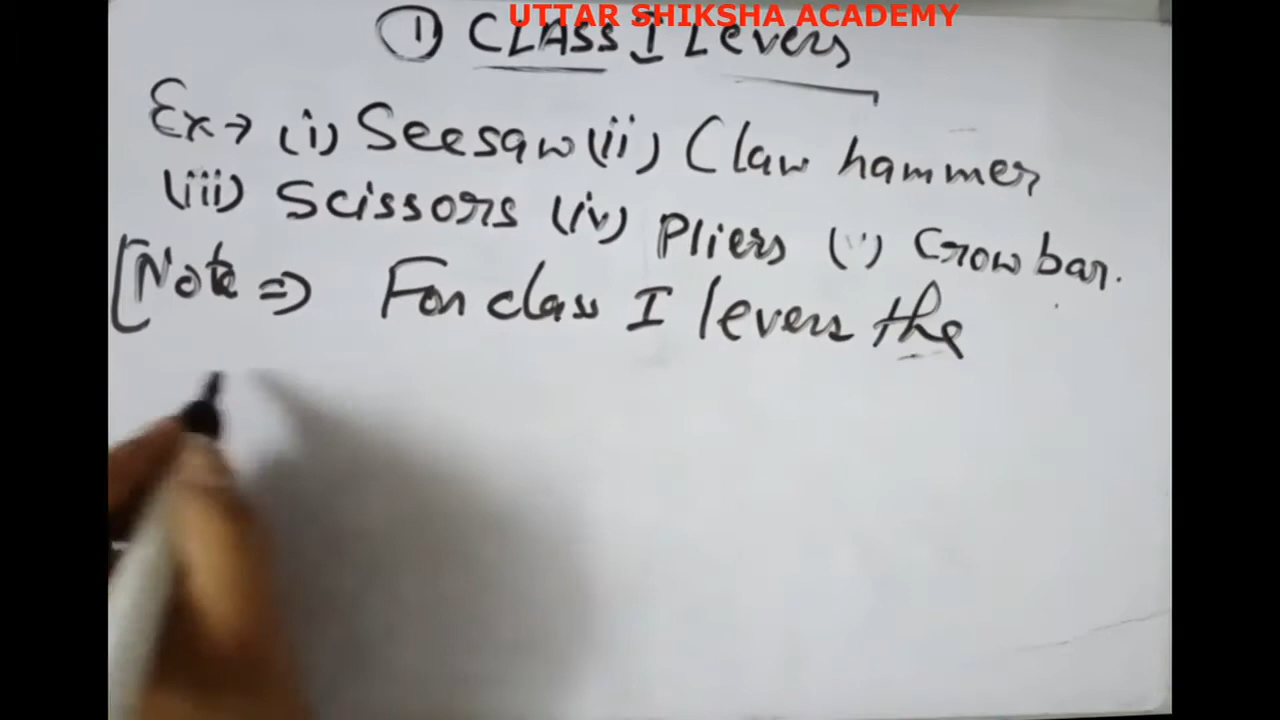 UTTAR SHIKSHA ACADEMY
① CLASS I Levers
Ex→ (i) Seesaw (ii) Claw hammer
(iii) Scissors (iv) Pliers (v) Crowbar.
[Note ⇒ For class I levers the